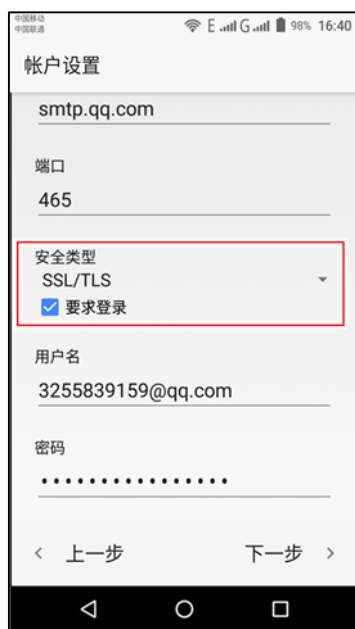 中国移动
中国联通
E G 98% 16:40
帐户设置
smtp.qq.com
端口
465
安全类型
SSL/TLS
要求登录
用户名
3255839159@qq.com
密码
••••••••••••••••
上一步 下一步